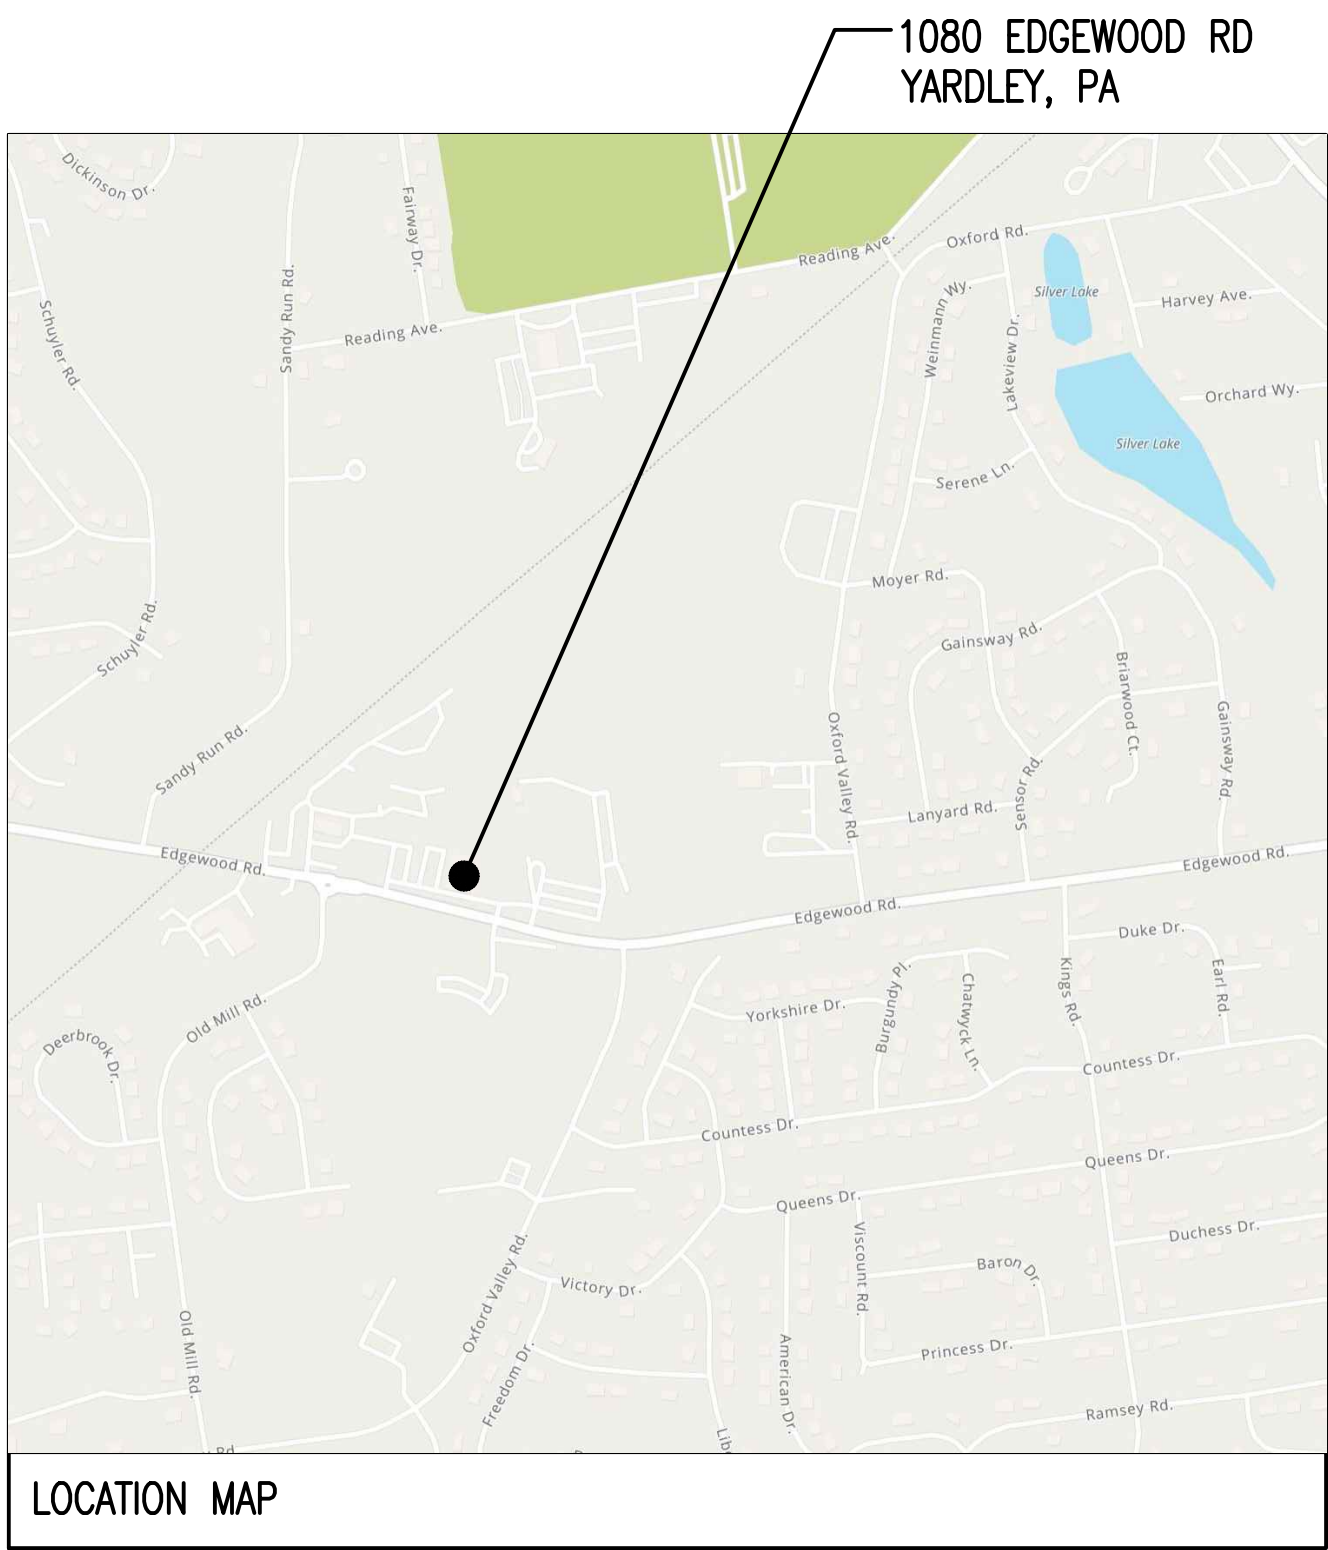 1080 EDGEWOOD RD
YARDLEY, PA
Dickinson Dr.
Fairway Dr.
Reading Ave.
Oxford Rd.
Sandy Run Rd.
Schuyler Rd.
Reading Ave.
Weinmann Wy.
Silver Lake
Harvey Ave.
Lakeview Dr.
Orchard Wy.
Silver Lake
Serene Ln.
Moyer Rd.
Schuyler Rd.
Gainsway Rd.
Briarwood Ct.
Sandy Run Rd.
Oxford Valley Rd.
Gainsway Rd.
Sensor Rd.
Lanyard Rd.
Edgewood Rd.
Edgewood Rd.
Edgewood Rd.
Duke Dr.
Old Mill Rd.
Burgundy Pl.
Chatwyck Ln.
Kings Rd.
Earl Rd.
Yorkshire Dr.
Deerbrook Dr.
Countess Dr.
Countess Dr.
Queens Dr.
Queens Dr.
Duchess Dr.
Viscount Rd.
Baron Dr.
Oxford Valley Rd.
Victory Dr.
Old Mill Rd.
Freedom Dr.
American Dr.
Princess Dr.
Ramsey Rd.
Rd
Lib
LOCATION MAP